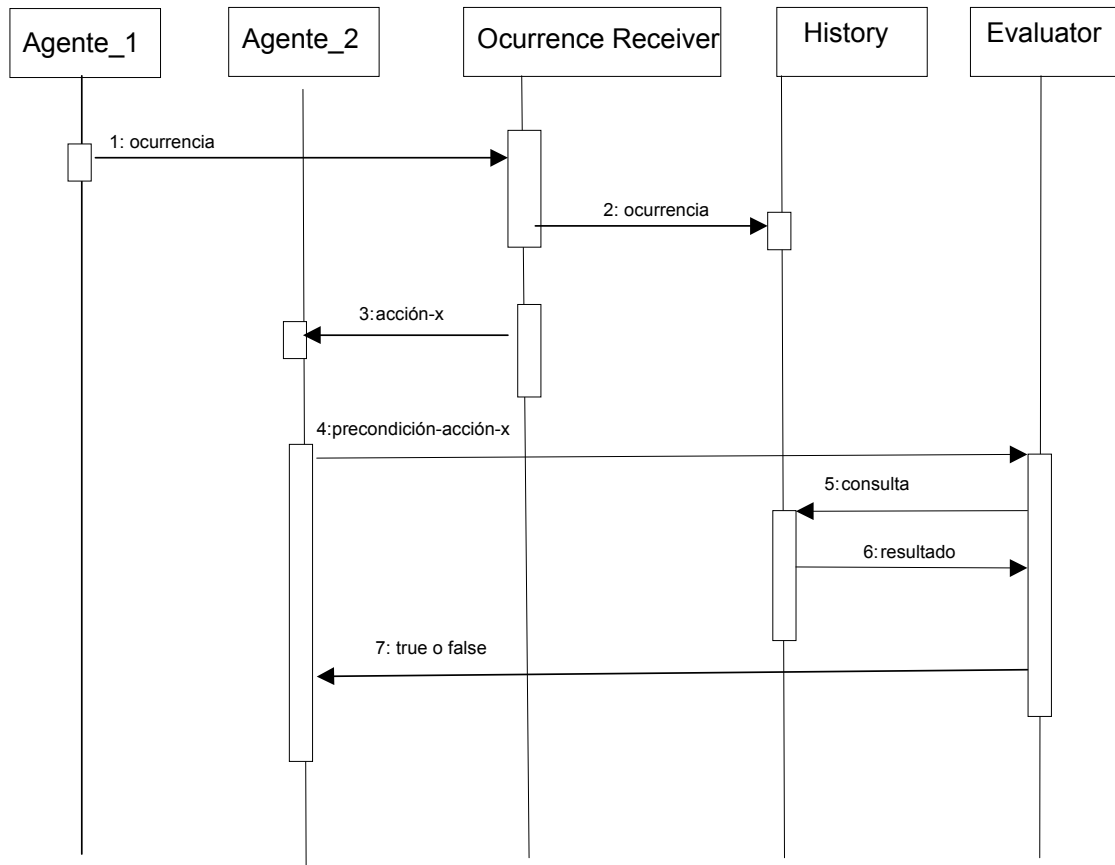 Agente_1
Agente_2
Ocurrence Receiver
History
Evaluator
1: ocurrencia
2: ocurrencia
3:acción-x
4:precondición-acción-x
5:consulta
6:resultado
7: true o false